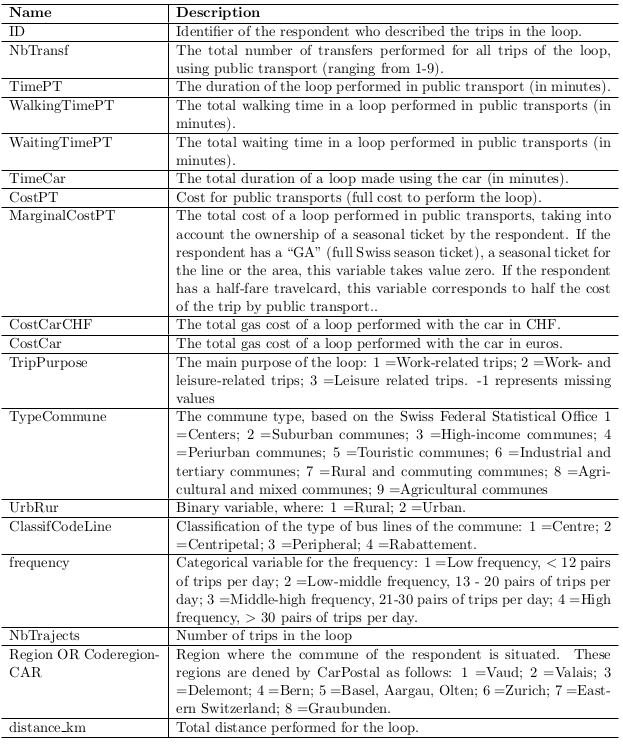 Name Description
ID Identifier of the respondent who described the trips in the loop.
NbTransf The total number of transfers performed for all trips of the loop,
using public transport (ranging from 1-9).
TimePT The duration of the loop performed in public transport (in minutes).
WalkingTimePT The total walking time in a loop performed in public transports (in
minutes).
WaitingTimePT The total waiting time in a loop performed in public transports (in
minutes).
TimeCar The total duration of a loop made using the car (in minutes).
CostPT Cost for public transports (full cost to perform the loop).
MarginalCostPT The total cost of a loop performed in public transports, taking into
account the ownership of a seasonal ticket by the respondent. If the
respondent has a “GA” (full Swiss season ticket), a seasonal ticket for
the line or the area, this variable takes value zero. If the respondent
has a half-fare travelcard, this variable corresponds to half the cost
of the trip by public transport..
CostCarCHF The total gas cost of a loop performed with the car in CHF.
CostCar The total gas cost of a loop performed with the car in euros.
TripPurpose The main purpose of the loop: 1 =Work-related trips; 2 =Work- and
leisure-related trips; 3 =Leisure related trips. -1 represents missing
values
TypeCommune The commune type, based on the Swiss Federal Statistical Office 1
=Centers; 2 =Suburban communes; 3 =High-income communes; 4
=Periurban communes; 5 =Touristic communes; 6 =Industrial and
tertiary communes; 7 =Rural and commuting communes; 8 =Agri-
cultural and mixed communes; 9 =Agricultural communes
UrbRur Binary variable, where: 1 =Rural; 2 =Urban.
ClassifCodeLine Classification of the type of bus lines of the commune: 1 =Centre; 2
=Centripetal; 3 =Peripheral; 4 =Rabattement.
frequency Categorical variable for the frequency: 1 =Low frequency, < 12 pairs
of trips per day; 2 =Low-middle frequency, 13 - 20 pairs of trips per
day; 3 =Middle-high frequency, 21-30 pairs of trips per day; 4 =High
frequency, > 30 pairs of trips per day.
NbTrajects Number of trips in the loop
Region OR Coderegion- Region where the commune of the respondent is situated. These
CAR regions are dened by CarPostal as follows: 1 =Vaud; 2 =Valais; 3
=Delemont; 4 =Bern; 5 =Basel, Aargau, Olten; 6 =Zurich; 7 =East-
ern Switzerland; 8 =Graubunden.
distance_km Total distance performed for the loop.